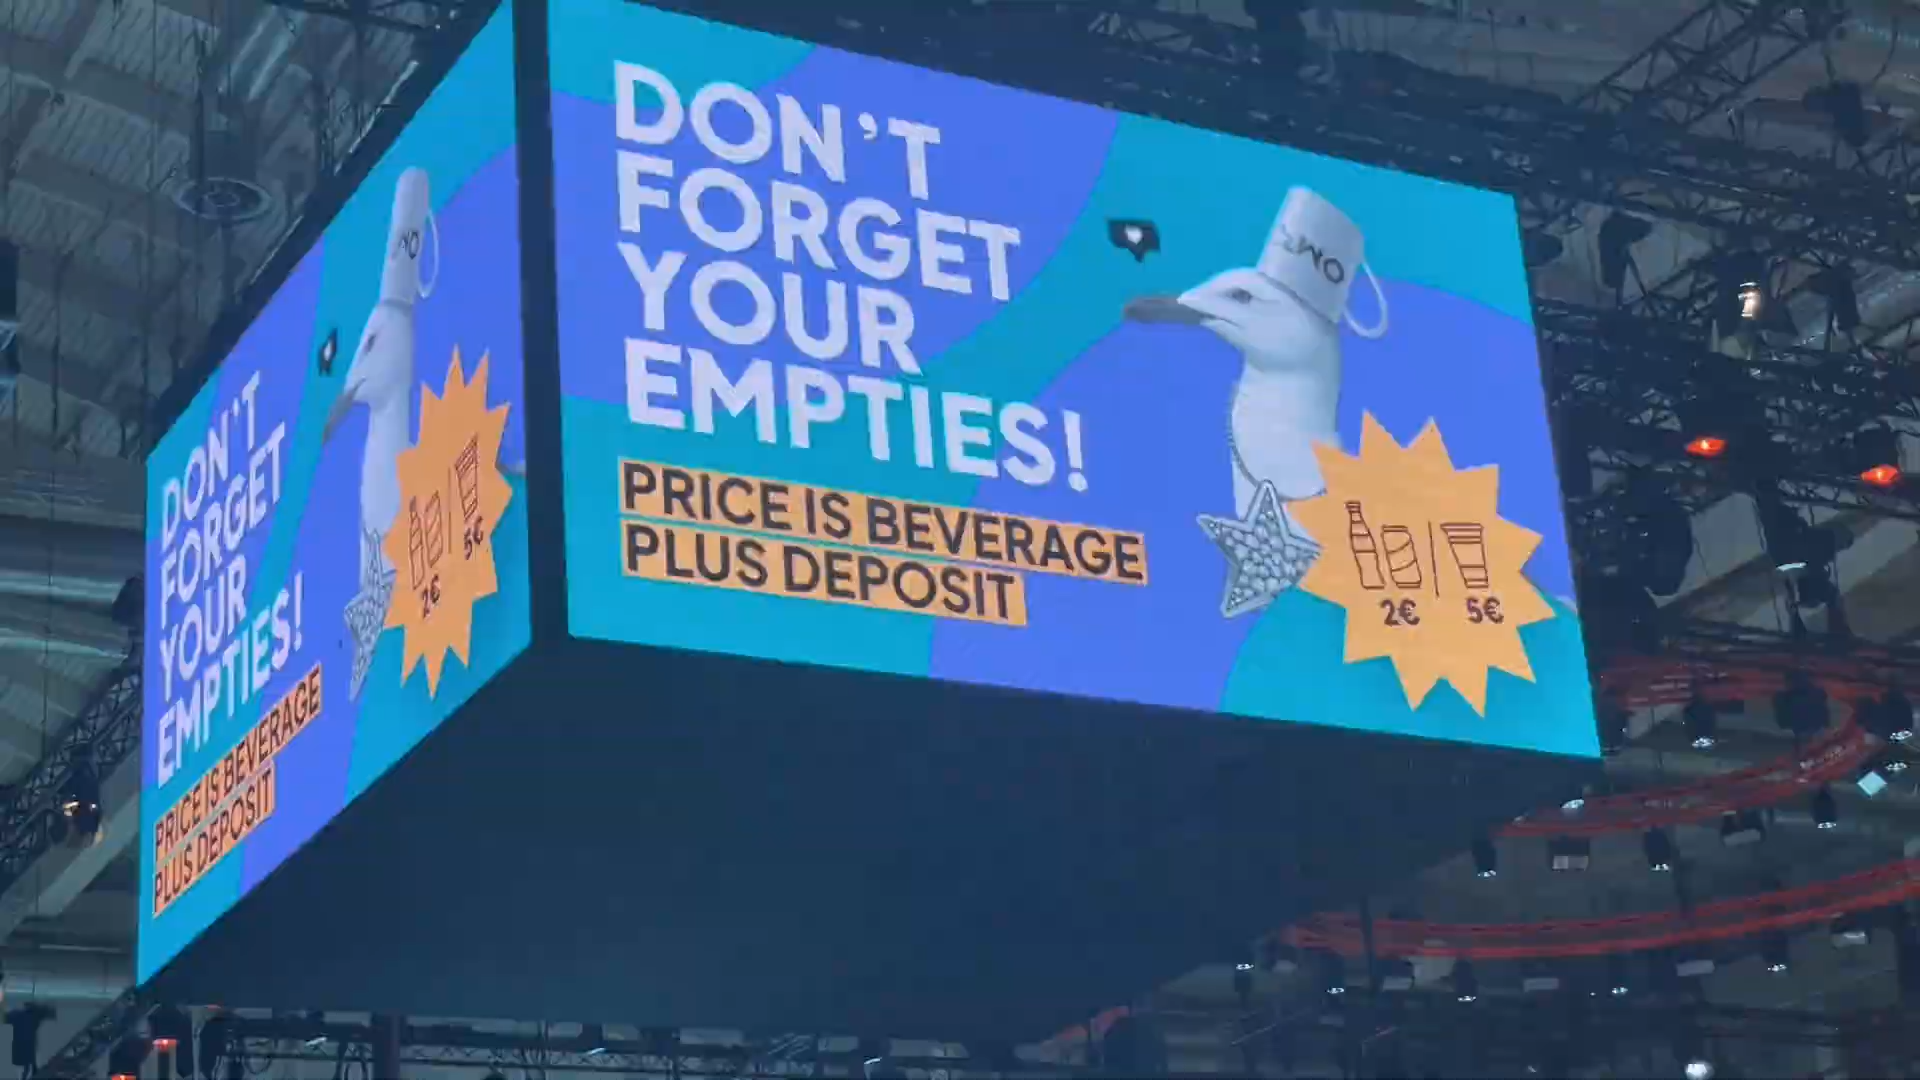 DON'T
FORGET
YOUR
EMPTIES!
PRICE IS BEVERAGE
PLUS DEPOSIT
OMR
2€ 5€
DON'T
FORGET
YOUR
EMPTIES!
PRICE IS BEVERAGE
PLUS DEPOSIT
2€ 5€